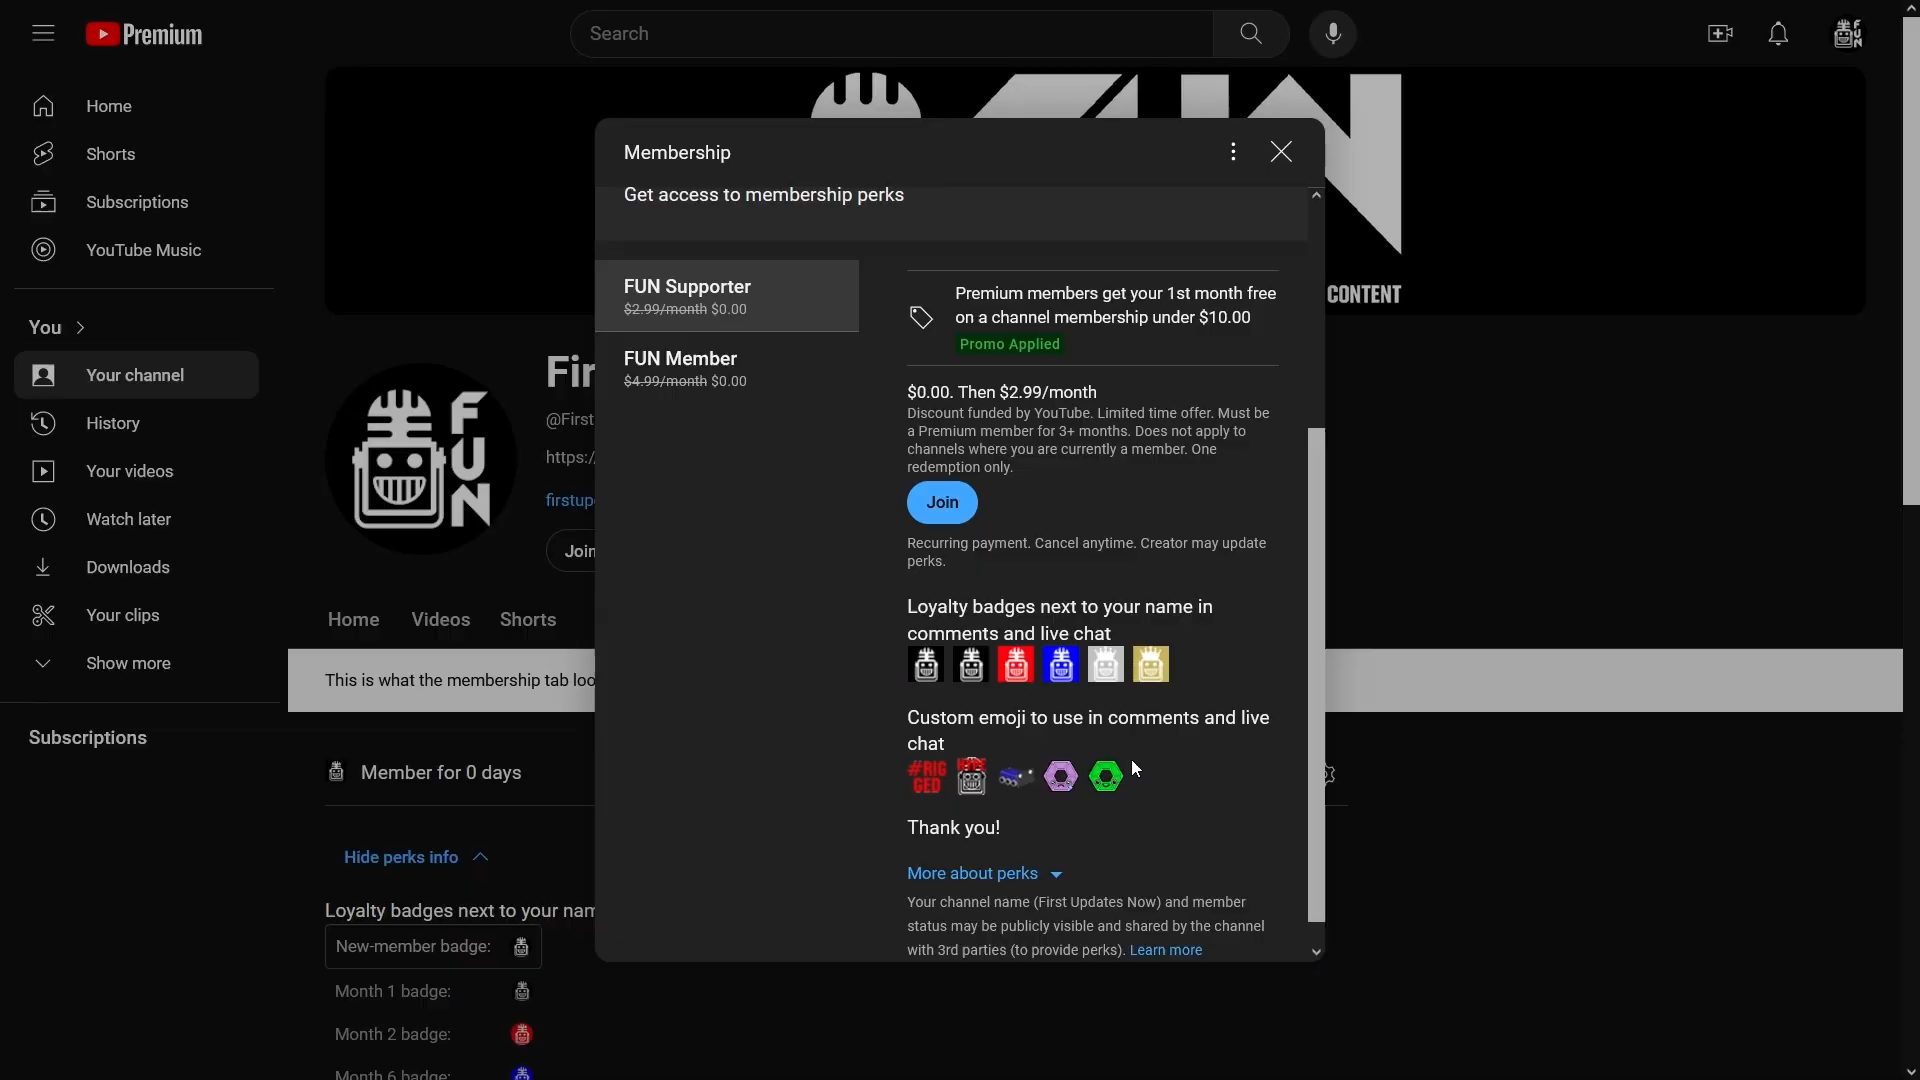 Premium
Search
FUN
Home
Shorts
Subscriptions
YouTube Music
You
Your channel
History
Your videos
Watch later
Downloads
Your clips
Show more
Subscriptions
CONTENT
FUN
Fir
@First
https:/
firstup
Join
Home Videos Shorts
This is what the membership tab loo
Member for 0 days
Hide perks info
Loyalty badges next to your nam
New-member badge:
Month 1 badge:
Month 2 badge:
Month 6 badge:
Membership
Get access to membership perks
FUN Supporter
$2.99/month $0.00
FUN Member
$4.99/month $0.00
Premium members get your 1st month free
on a channel membership under $10.00
Promo Applied
$0.00. Then $2.99/month
Discount funded by YouTube. Limited time offer. Must be
a Premium member for 3+ months. Does not apply to
channels where you are currently a member. One
redemption only.
Join
Recurring payment. Cancel anytime. Creator may update
perks.
Loyalty badges next to your name in
comments and live chat
Custom emoji to use in comments and live
chat
#RIG
GED
HYPE
Thank you!
More about perks
Your channel name (First Updates Now) and member
status may be publicly visible and shared by the channel
with 3rd parties (to provide perks). Learn more